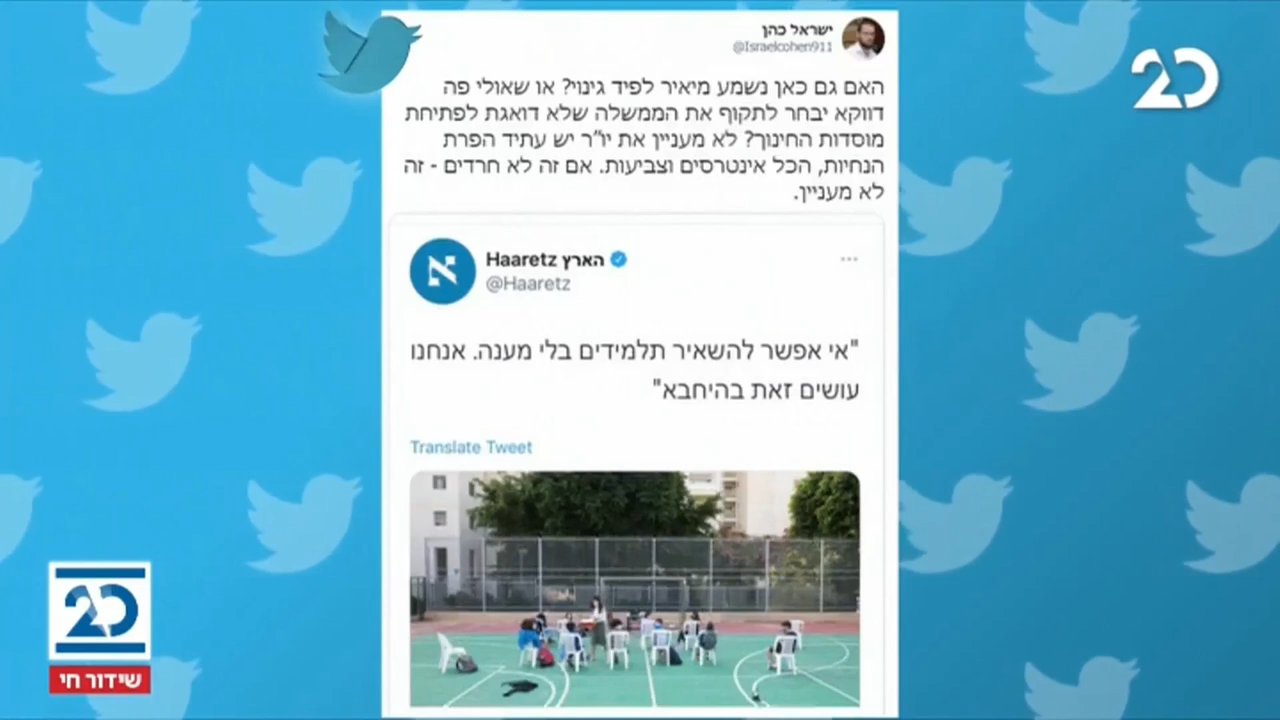 ישראל כהן
@Israelcohen911
האם גם כאן נשמע מיאיר לפיד גינוי? או שאולי פה
דווקא יבחר לתקוף את הממשלה שלא דואגת לפתיחת
מוסדות החינוך? לא מעניין את יו"ר יש עתיד הפרת
הנחיות, הכל אינטרסים וצביעות. אם זה לא חרדים - זה
לא מעניין.
Haaretz הארץ
@Haaretz
"אי אפשר להשאיר תלמידים בלי מענה. אנחנו
עושים זאת בהיחבא"
Translate Tweet
20
20
שידור חי